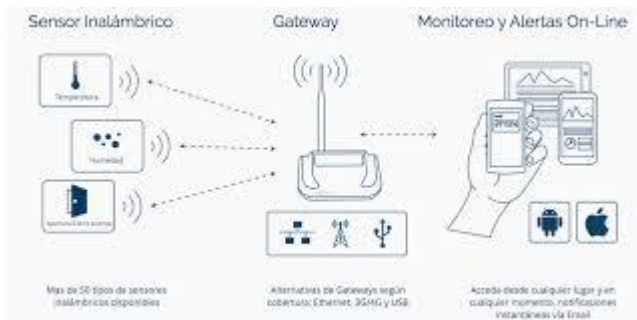 Sensor Inalámbrico
Gateway
Monitoreo y Alertas On-Line
Temperatura
Humedad
Mas de 50 tipos de sensores
inalámbricos disponibles
Alternativas de Gateways según
cobertura: Ethernet, 3G/4G y USB
Acceda desde cualquier lugar y en
cualquier momento, notificaciones
instantáneas vía Email